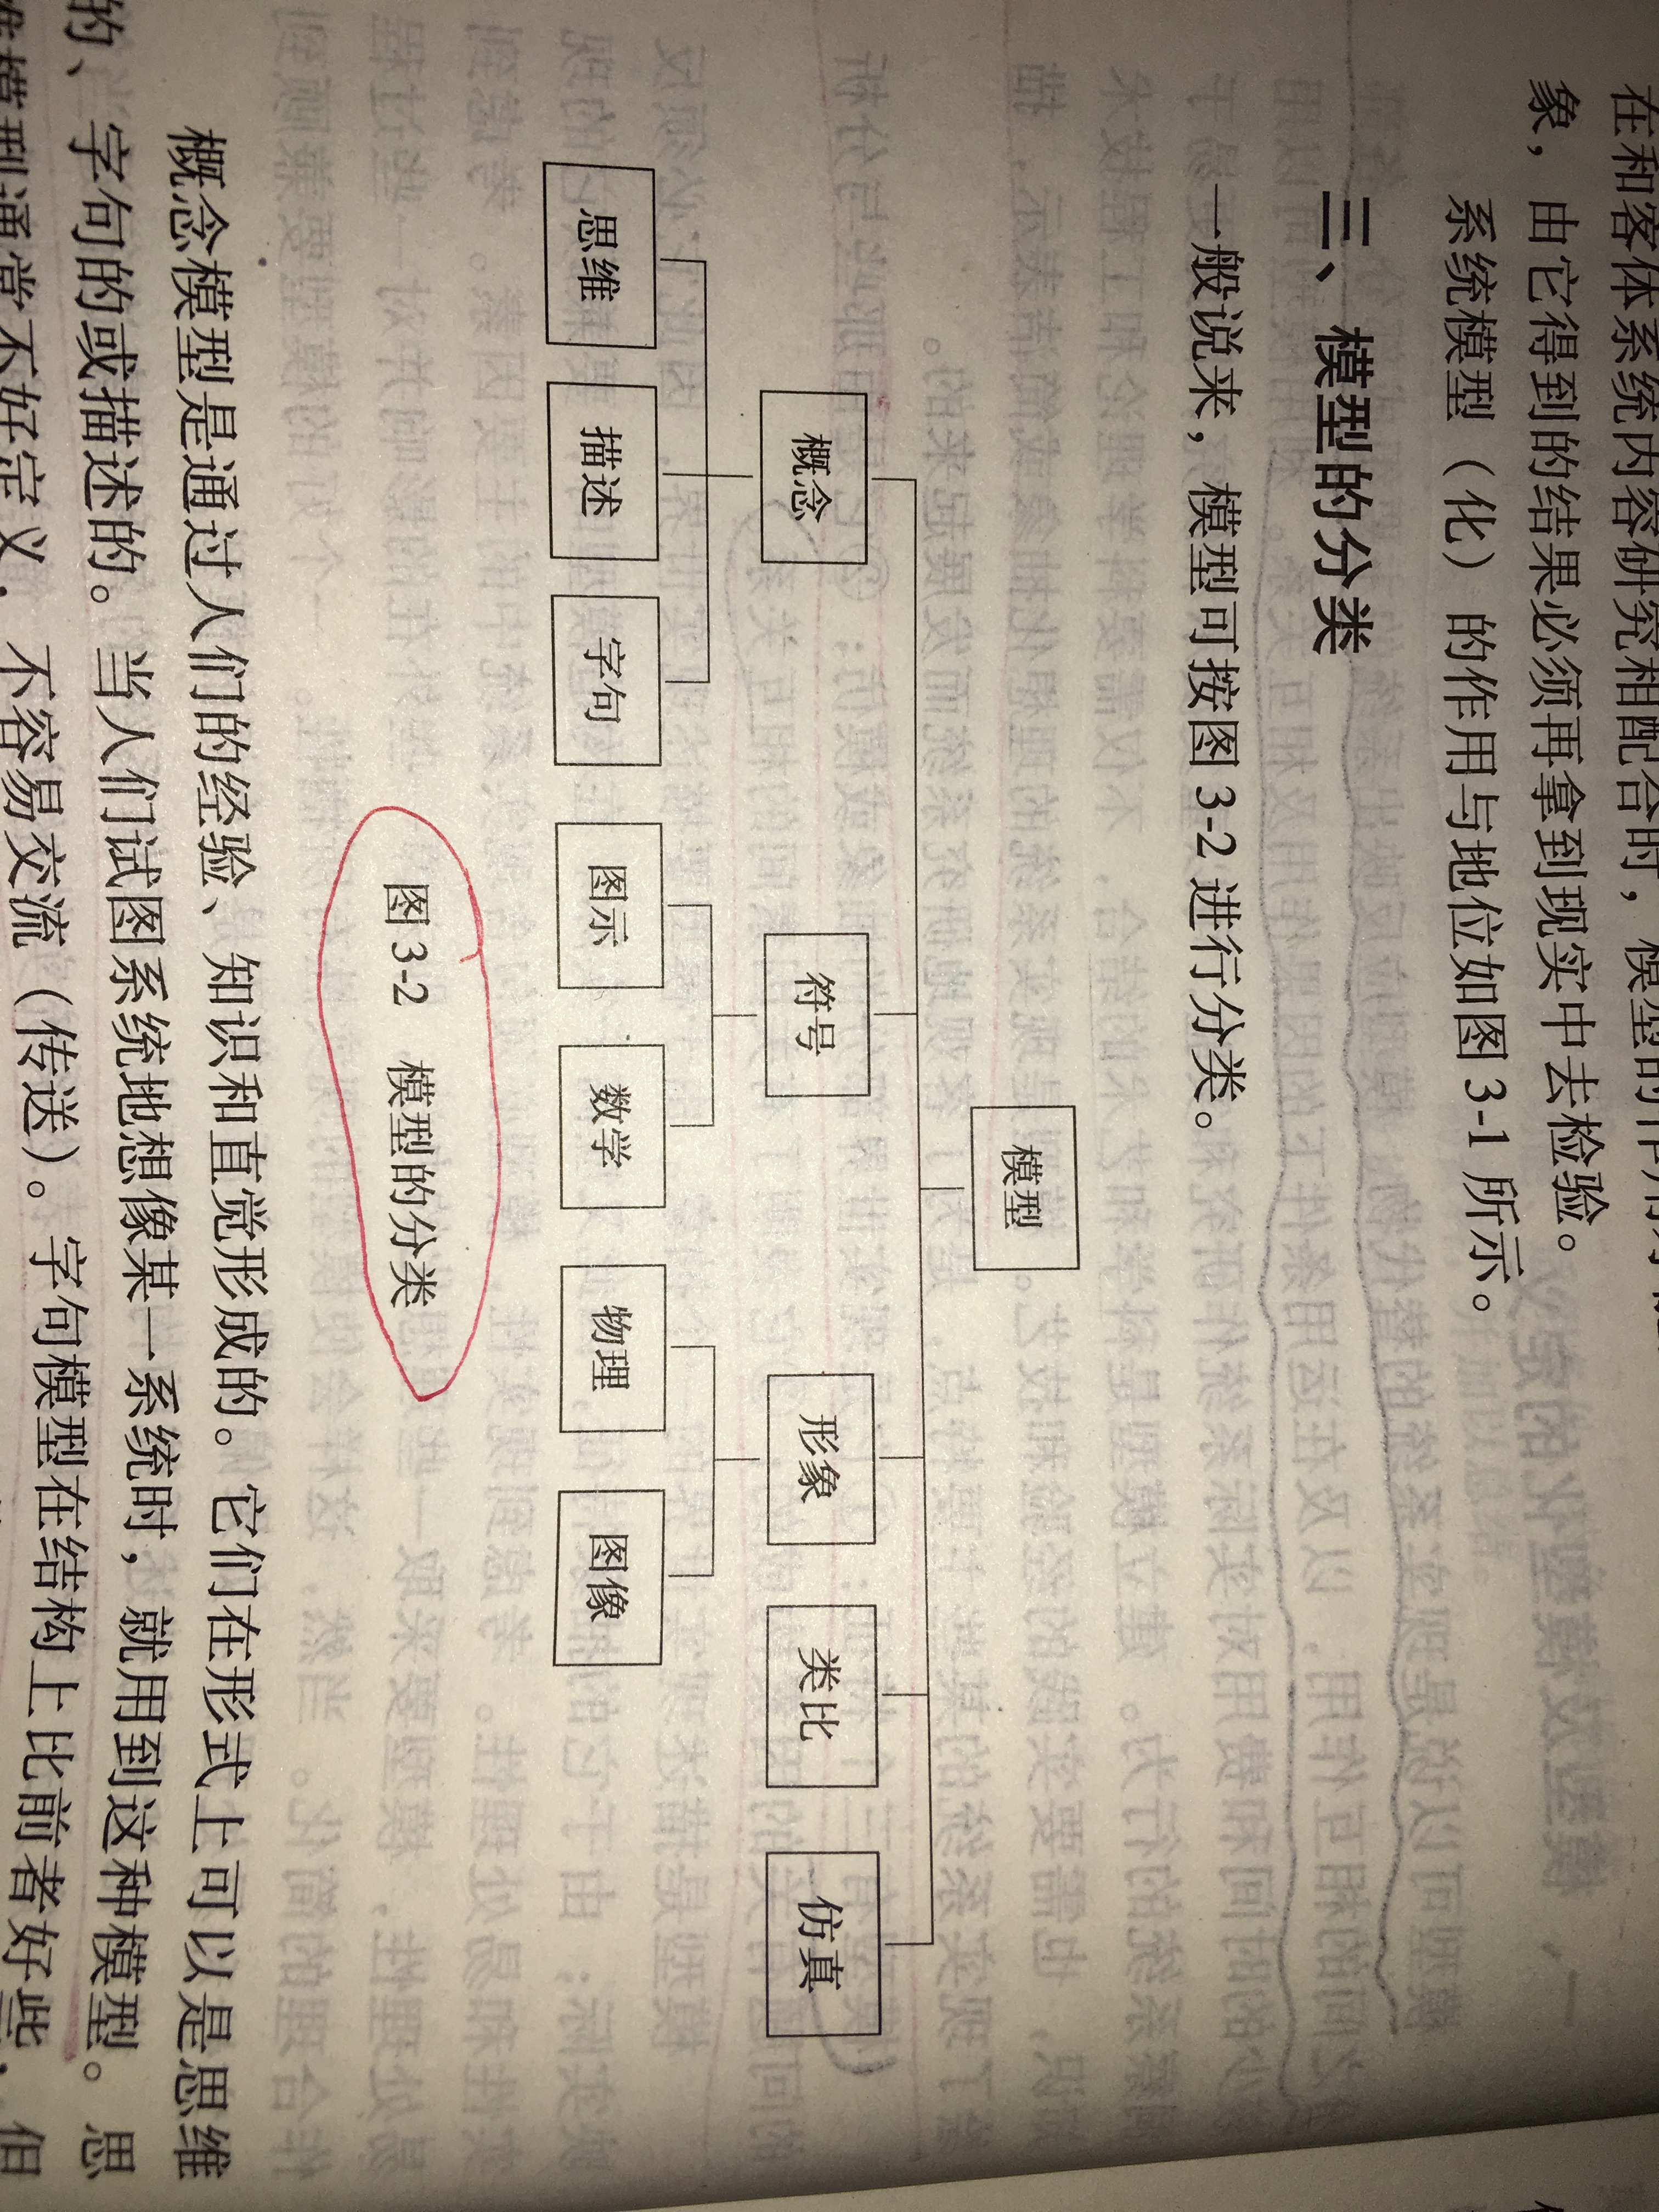 在和客体系统内容研究相配合时，模型的作用
象，由它得到的结果必须再拿到现实中去检验。
系统模型（化）的作用与地位如图 3-1 所示。
三、模型的分类
一般说来，模型可按图 3-2 进行分类。
模型
概念 符号 形象 类比 仿真
思维 描述 字句 图示 数学 物理 图像
图 3-2 模型的分类
概念模型是通过人们的经验、知识和直觉形成的。它们在形式上可以是思维
的、字句的或描述的。当人们试图系统地想像某一系统时，就用到这种模型。思
维模型通常不好定义，不容易交流（传送）。字句模型在结构上比前者好些，但